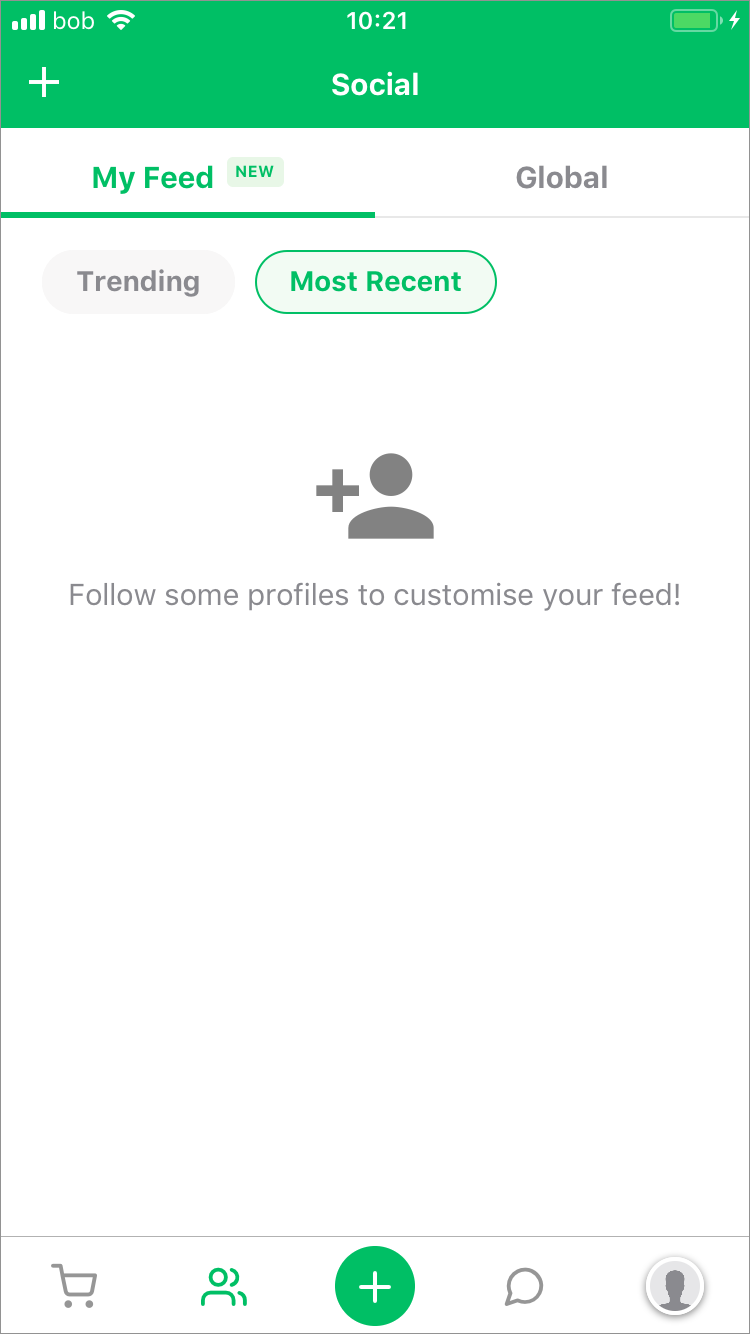 bob 10:21
Social
My Feed NEW Global
Trending Most Recent
Follow some profiles to customise your feed!